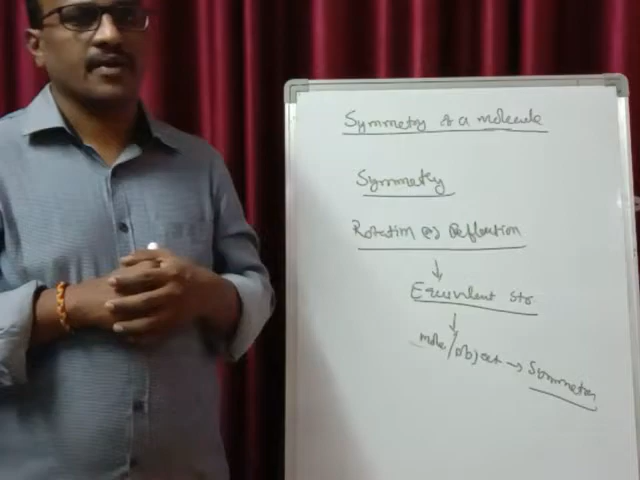 Symmetry of a molecule
Symmetry
Rotation (or) Reflection
Equivalent str
mole/object → Symmetry